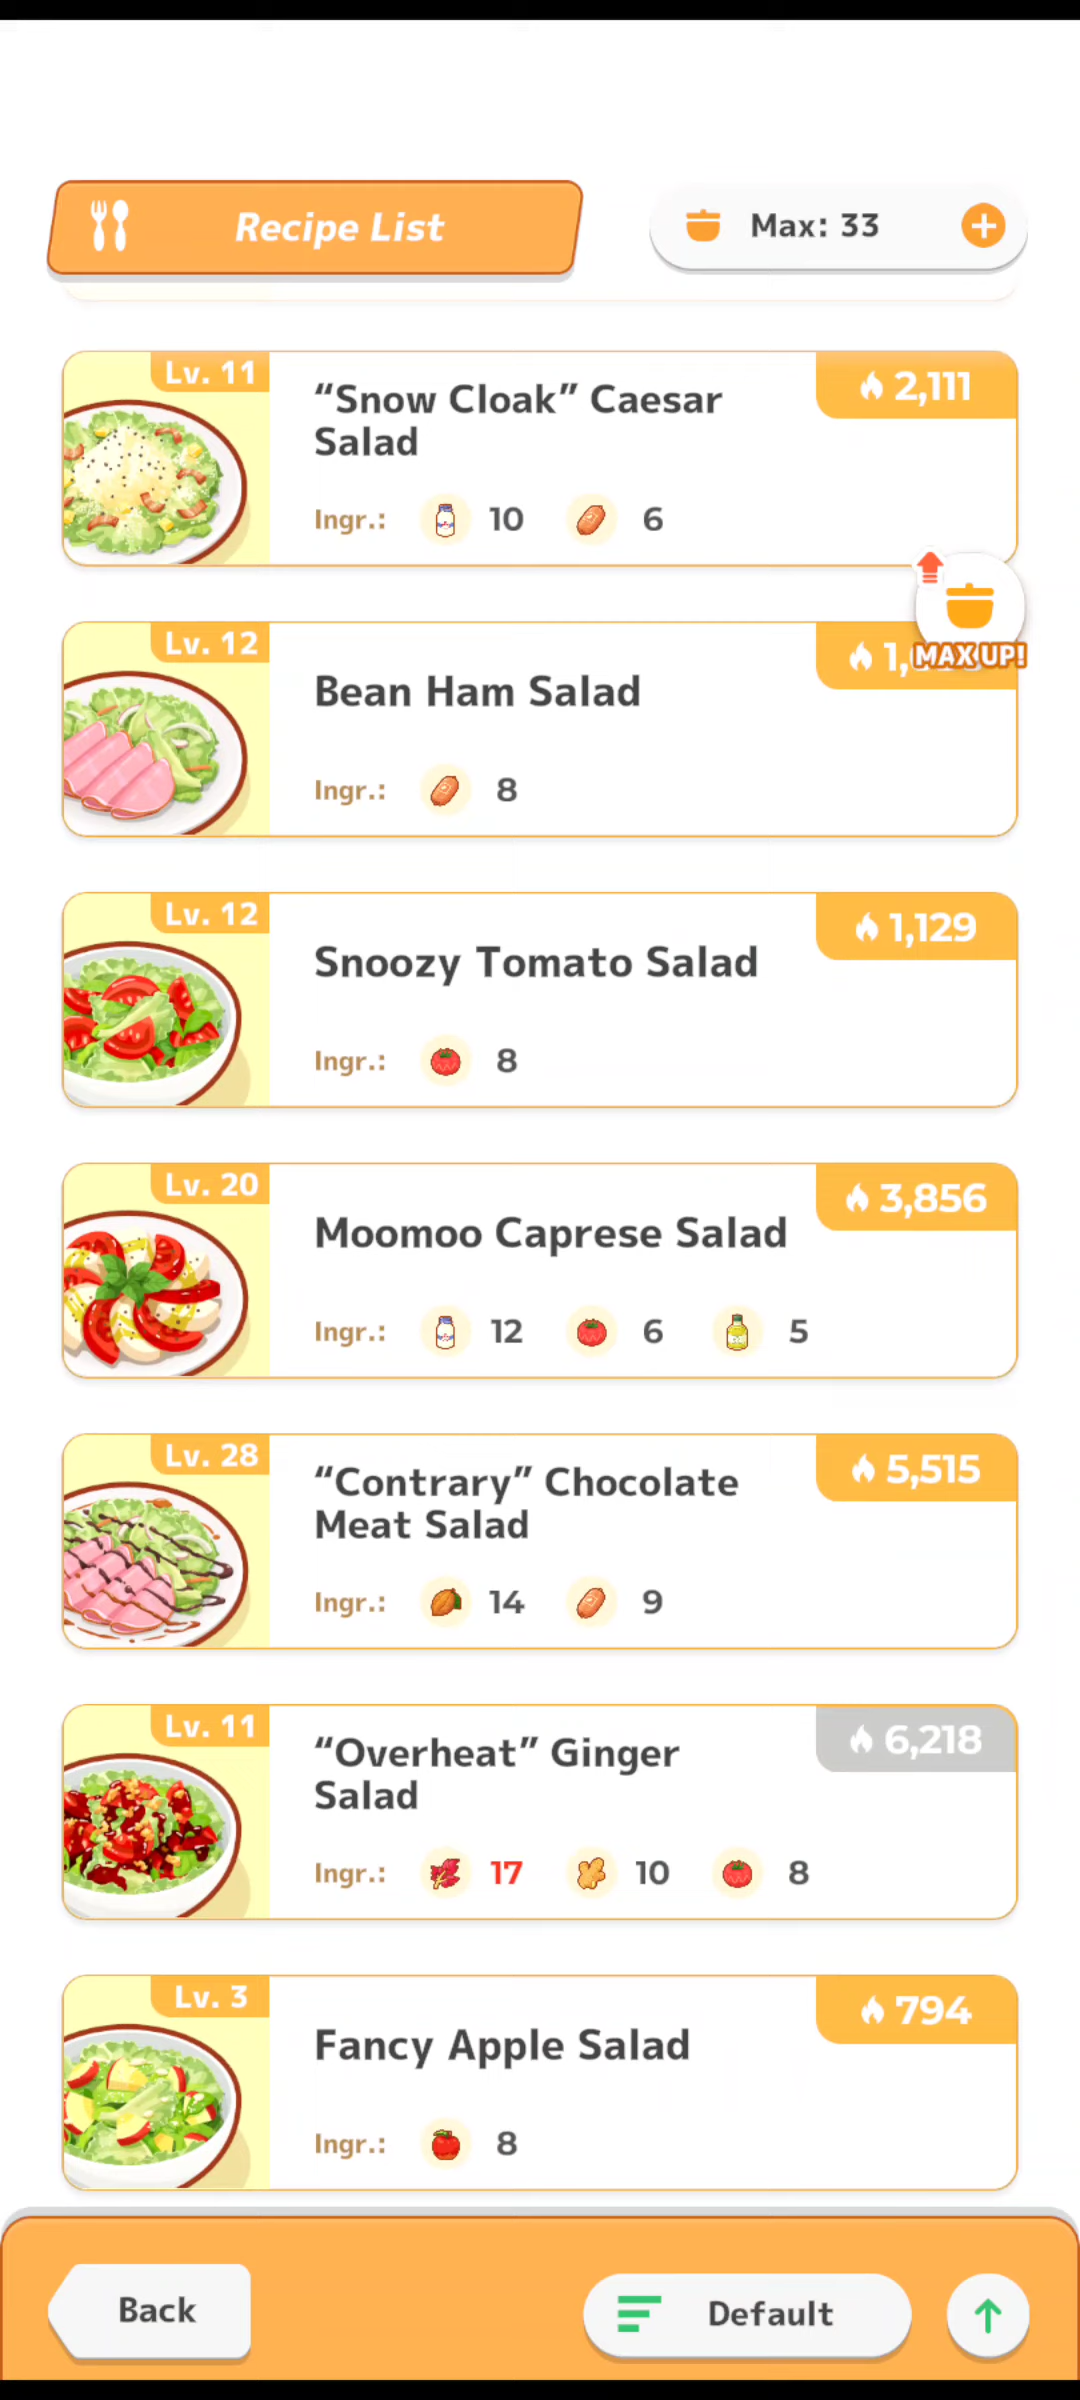 Recipe List
Max: 33
Lv. 11
“Snow Cloak” Caesar
Salad
2,111
Ingr.: 10 6
MAX UP!
Lv. 12
Bean Ham Salad
Ingr.: 8
Lv. 12
Snoozy Tomato Salad
1,129
Ingr.: 8
Lv. 20
Moomoo Caprese Salad
3,856
Ingr.: 12 6 5
Lv. 28
“Contrary” Chocolate
Meat Salad
5,515
Ingr.: 14 9
Lv. 11
“Overheat” Ginger
Salad
6,218
Ingr.: 17 10 8
Lv. 3
Fancy Apple Salad
794
Ingr.: 8
Back
Default